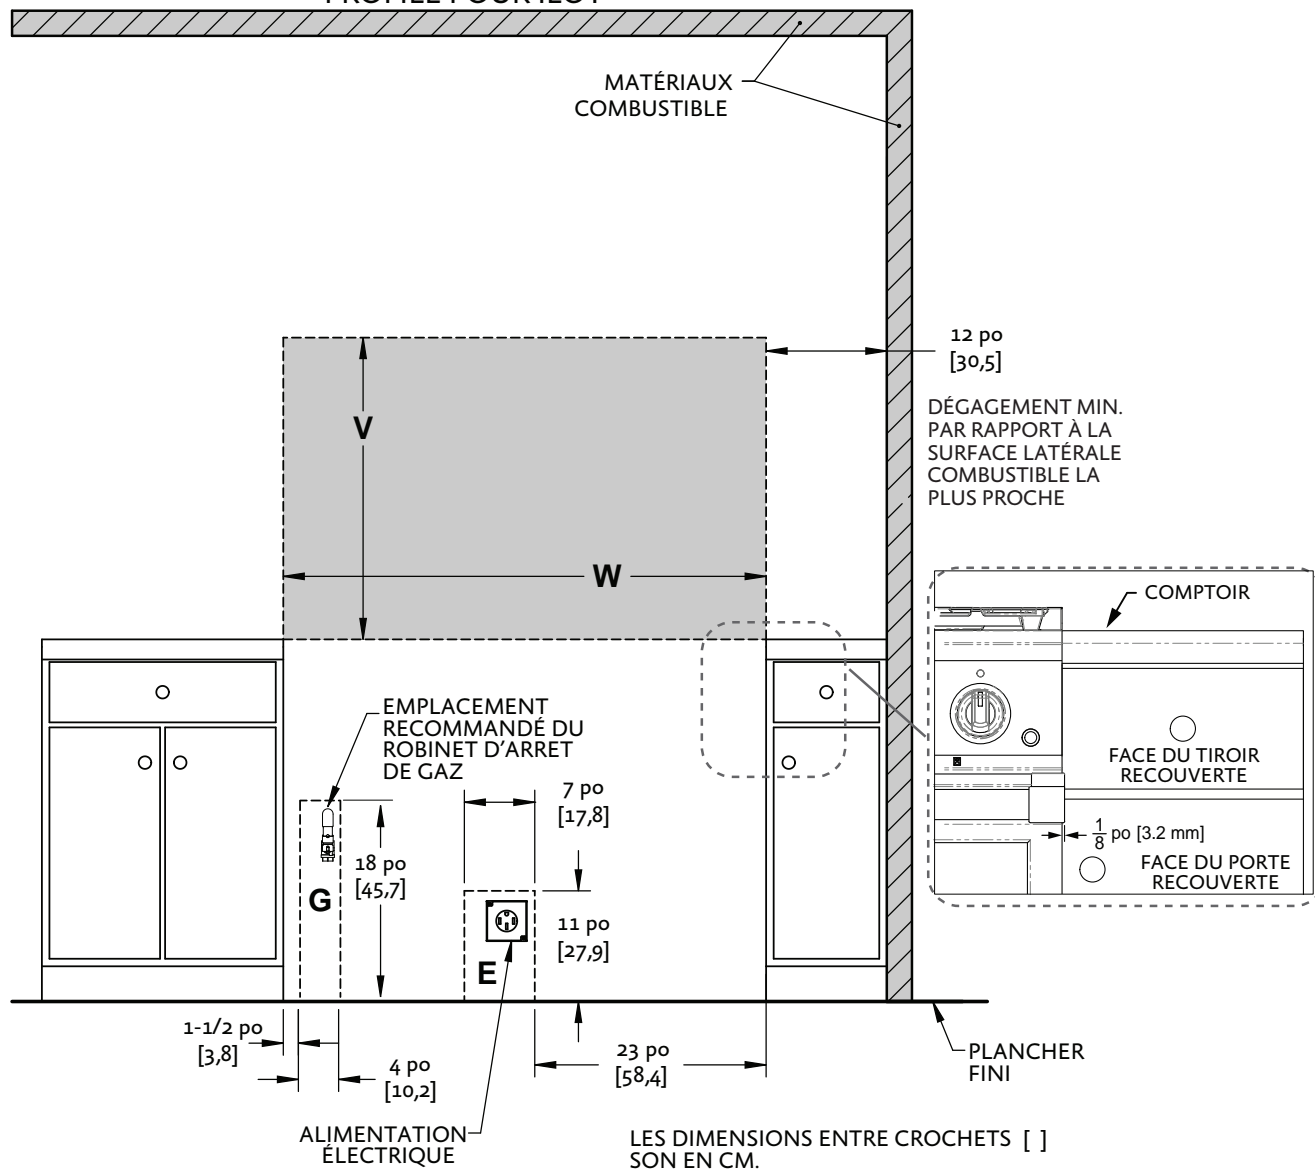 PROFILÉ POUR ÎLOT
MATÉRIAUX
COMBUSTIBLE
12 po
[30,5]
DÉGAGEMENT MIN.
PAR RAPPORT À LA
SURFACE LATÉRALE
COMBUSTIBLE LA
PLUS PROCHE
V
W
COMPTOIR
FACE DU TIROIR
RECOUVERTE
1/8 po [3.2 mm]
FACE DU PORTE
RECOUVERTE
EMPLACEMENT
RECOMMANDÉ DU
ROBINET D'ARRET
DE GAZ
7 po
[17,8]
18 po
[45,7]
G
11 po
[27,9]
E
1-1/2 po
[3,8]
4 po
[10,2]
23 po
[58,4]
PLANCHER
FINI
ALIMENTATION
ÉLECTRIQUE
LES DIMENSIONS ENTRE CROCHETS [ ]
SON EN CM.